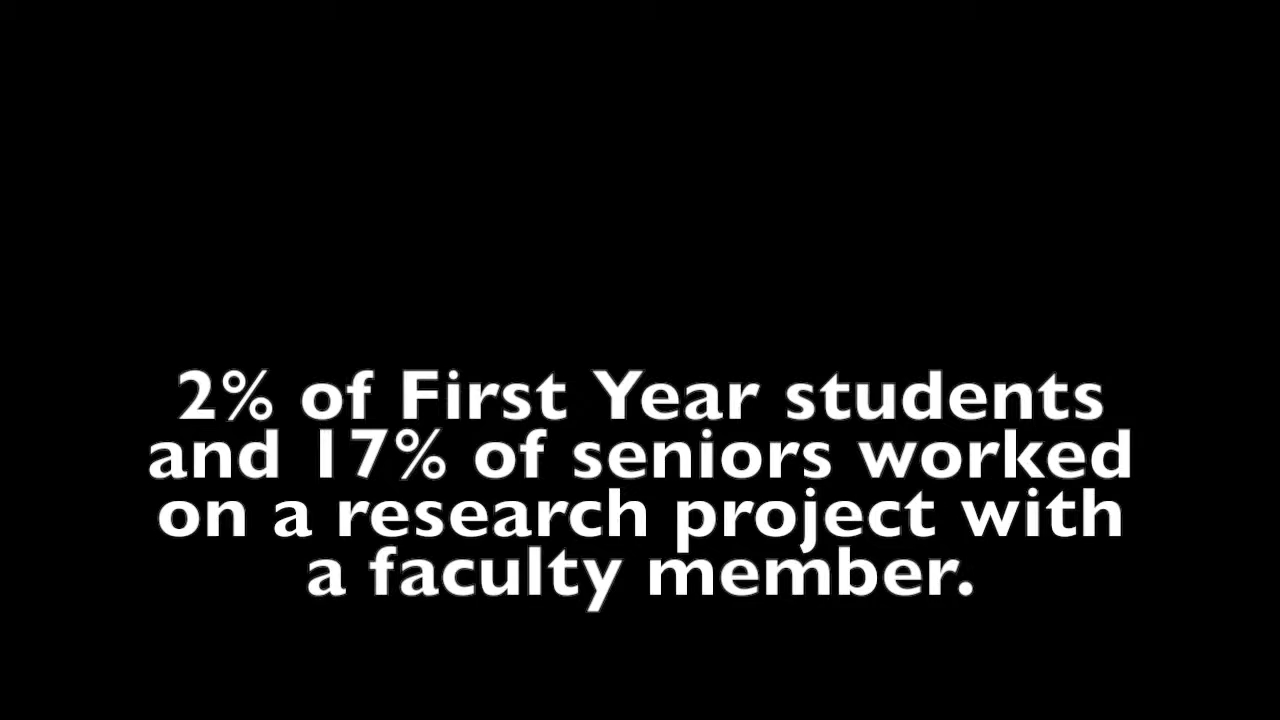 2% of First Year students
and 17% of seniors worked
on a research project with
a faculty member.